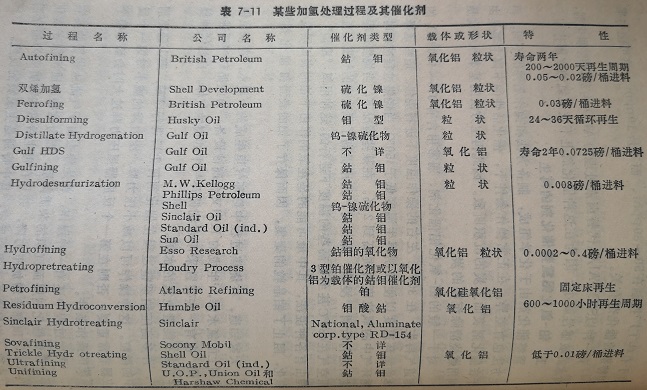 表 7-11 某些加氢处理过程及其催化剂
过程名称 公司名称 催化剂类型 载体或形状 特性
Autofining British Petroleum 钴 钼 氧化铝 粒状 寿命两年
200～2000天再生周期
0.05～0.02磅/桶进料
双烯加氢 Shell Development 硫化镍 氧化铝 粒状
Ferrofing British Petroleum 硫化镍 氧化铝 粒状 0.03磅/桶进料
Diesulforming Husky Oil 钼 型 粒 状 24～36天循环再生
Distillate Hydrogenation Gulf Oil 钨-镍硫化物 粒 状
Gulf HDS Gulf Oil 不 详 氧 化 铝 寿命2年0.0725磅/桶进料
Gulfining Gulf Oil 钴 钼 粒 状
Hydrodesurfurization M.W.Kellogg 钴 钼 粒 状 0.008磅/桶进料
Phillips Petroleum 钴 钼
Shell 钨-镍硫化物
Sinclair Oil 钴 钼
Standard Oil (ind.) 钴 钼
Sun Oil 钴 钼
Hydrofining Esso Research 钴钼的氧化物 氧化铝 粒状 0.0002～0.4磅/桶进料
Hydropretreating Houdry Process 3型铂催化剂或以氧化
铝为载体的钴钼催化剂
Petrofining Atlantic Refining 铂 氧化硅氧化铝 固定床再生
Residuum Hydroconversion Humble Oil 钼 酸 钴 氧 化 铝 600～1000小时再生周期
Sinclair Hydrotreating Sinclair National, Aluminate
corp.type RD-154
Sovafining Socony Mobil 不 详
Trickle Hydr otreating Shell Oil 钴 钼 氧 化 铝 低于0.01磅/桶进料
Ultrafining Standard Oil (ind.) 不 详
Unifining U.O.P.,Union Oil 和 钴 钼
Harshaw Chemical